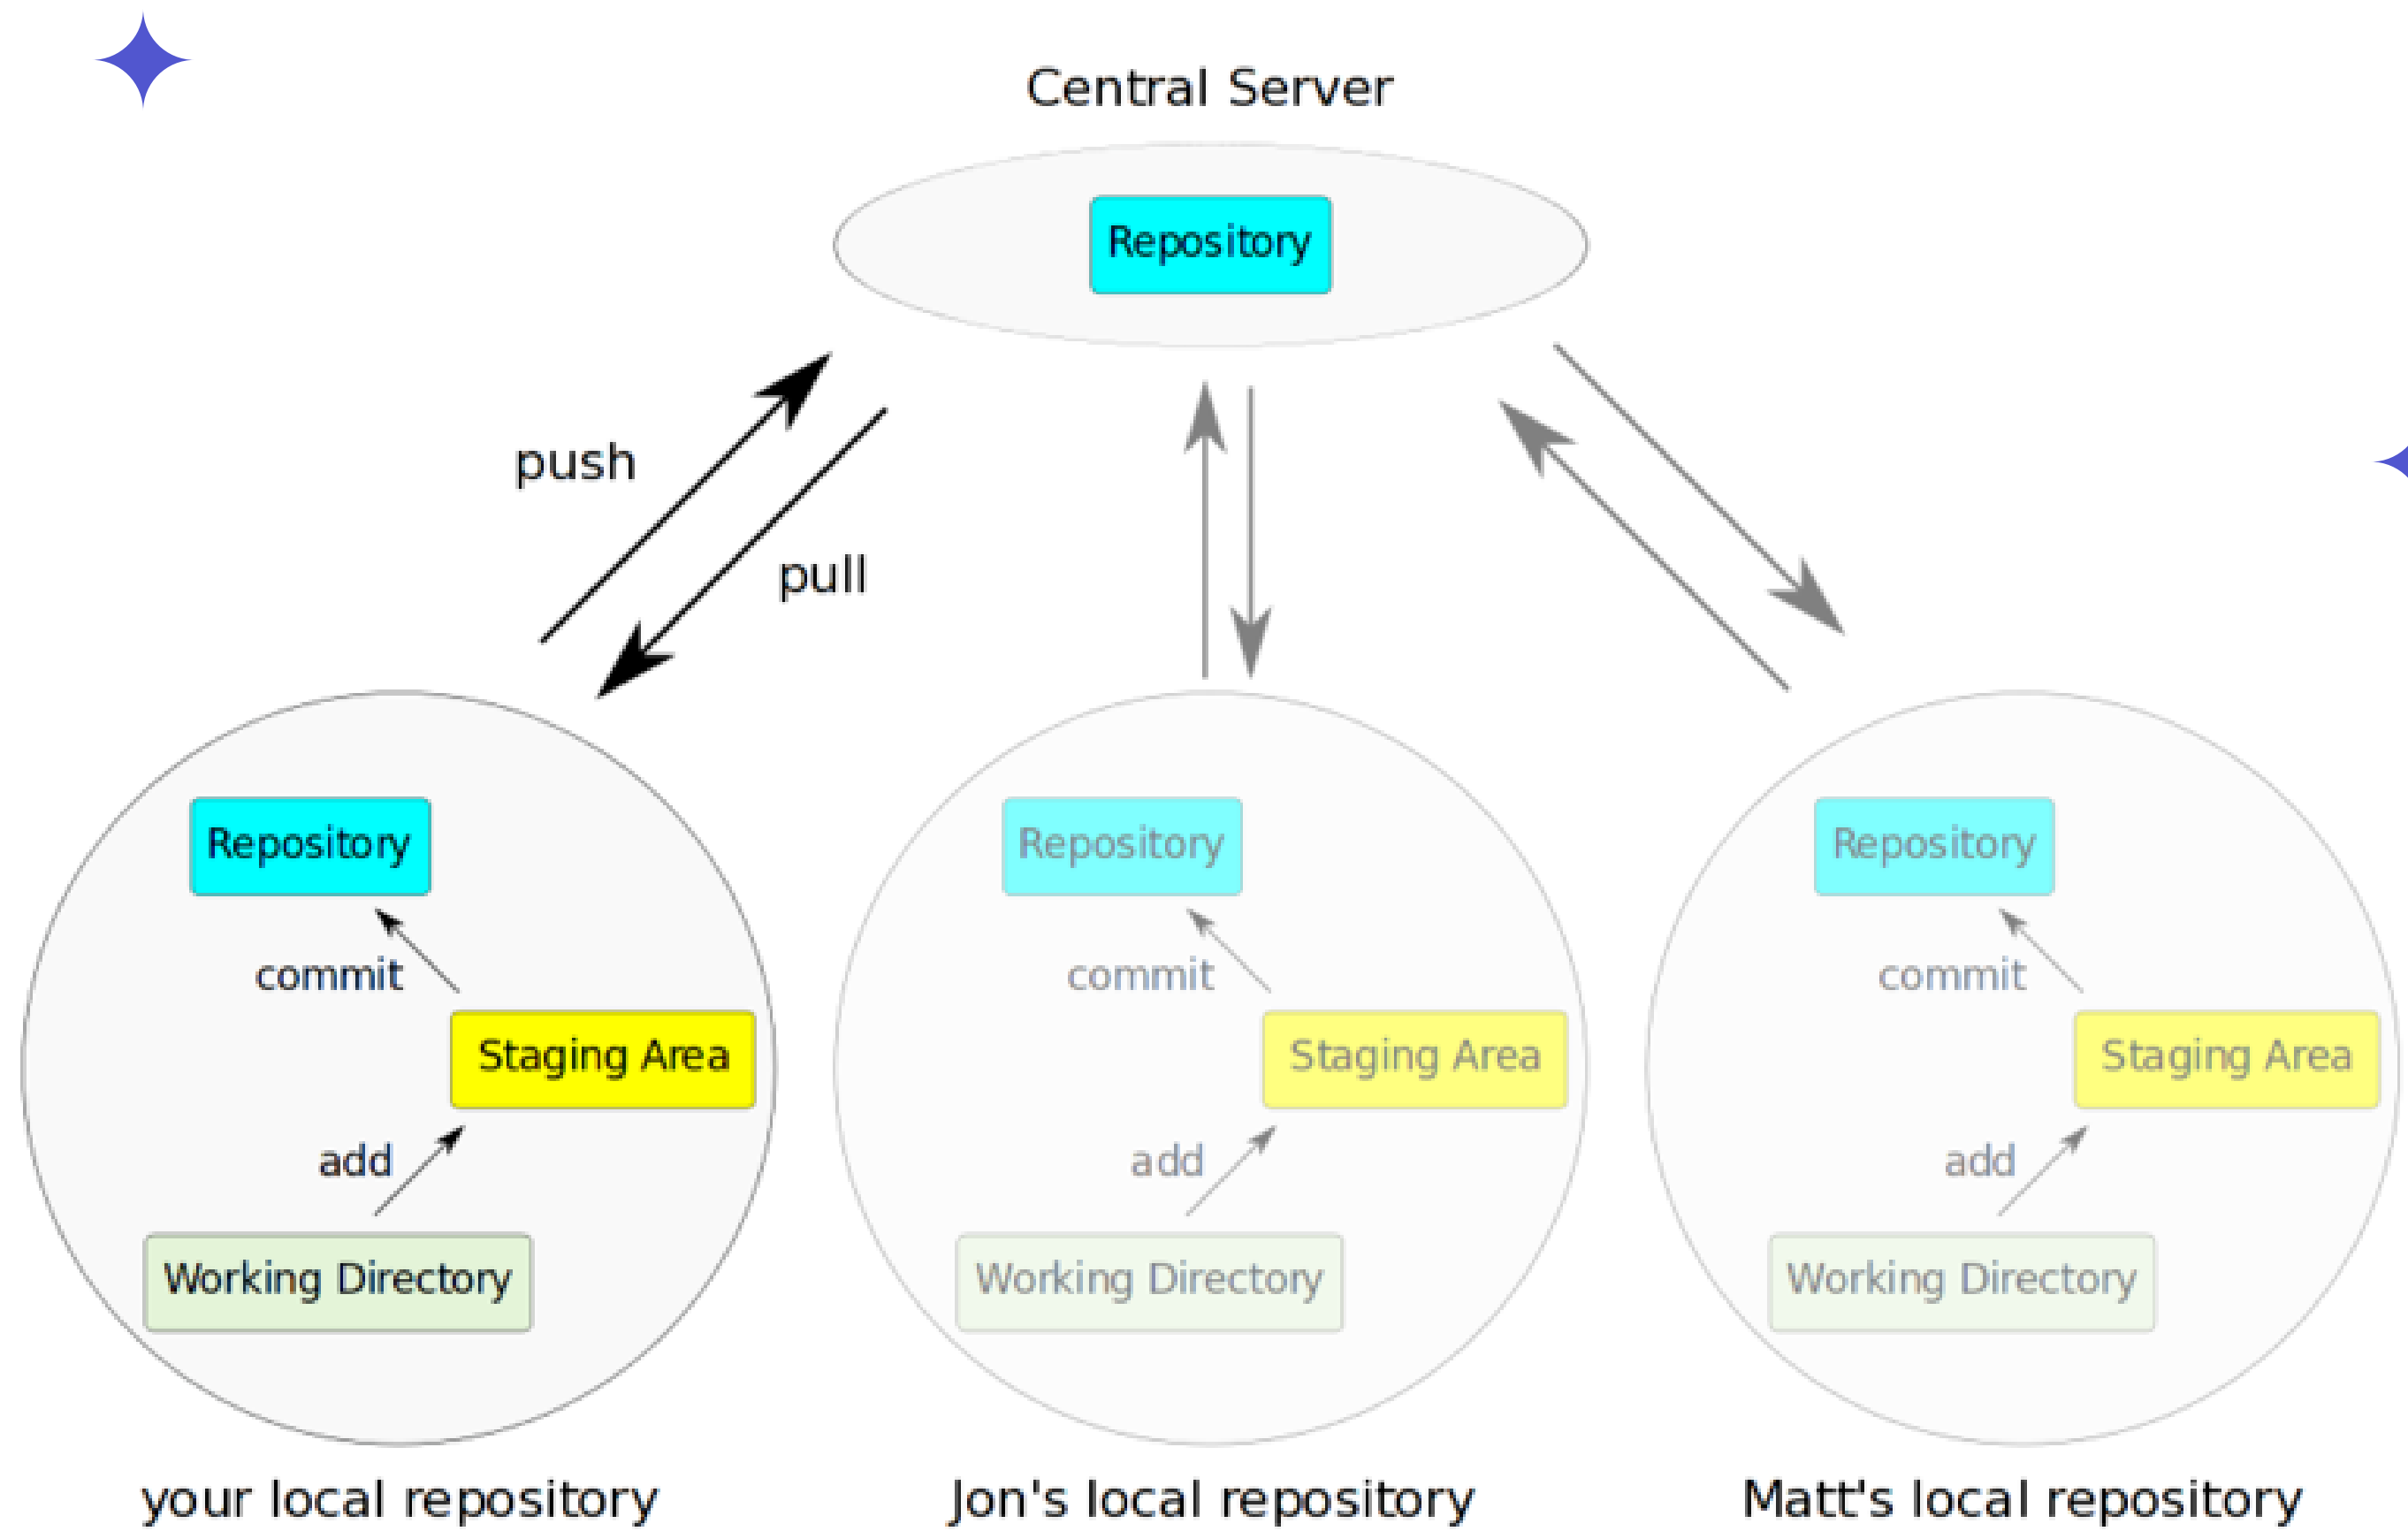 Central Server
Repository
push
pull
Repository
commit
Staging Area
add
Working Directory
your local repository
Repository
commit
Staging Area
add
Working Directory
Jon's local repository
Repository
commit
Staging Area
add
Working Directory
Matt's local repository